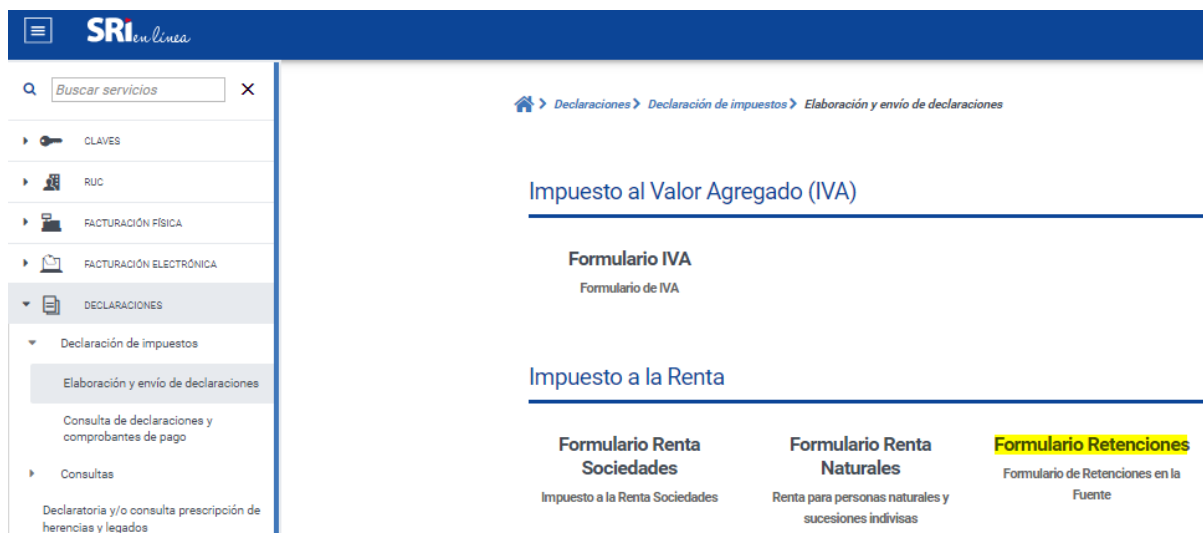 SRi en línea
Buscar servicios
CLAVES
RUC
FACTURACIÓN FÍSICA
FACTURACIÓN ELECTRÓNICA
DECLARACIONES
Declaración de impuestos
Elaboración y envío de declaraciones
Consulta de declaraciones y
comprobantes de pago
Consultas
Declaratoria y/o consulta prescripción de
herencias y legados
Declaraciones > Declaración de impuestos > Elaboración y envío de declaraciones
Impuesto al Valor Agregado (IVA)
Formulario IVA
Formulario de IVA
Impuesto a la Renta
Formulario Renta
Sociedades
Impuesto a la Renta Sociedades
Formulario Renta
Naturales
Renta para personas naturales y
sucesiones indivisas
Formulario Retenciones
Formulario de Retenciones en la
Fuente